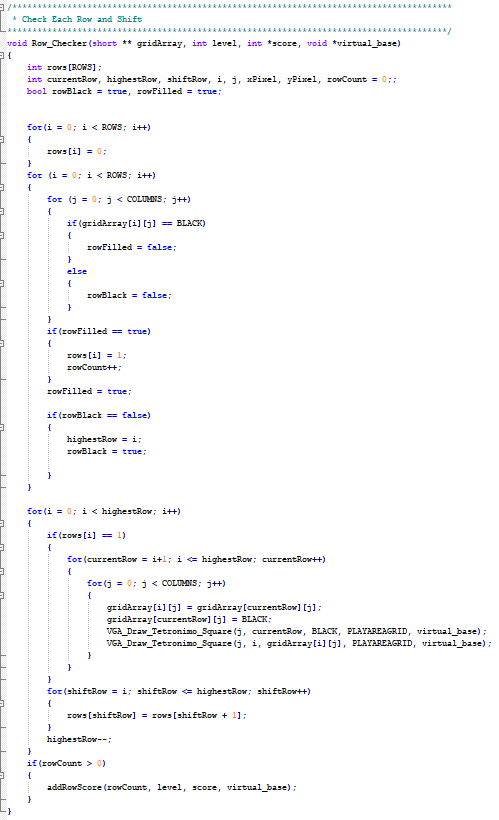 /****************************************************************************************
 * Check Each Row and Shift
 ****************************************************************************************/
void Row_Checker(short ** gridArray, int level, int *score, void *virtual_base)
{
    int rows[ROWS];
    int currentRow, highestRow, shiftRow, i, j, xPixel, yPixel, rowCount = 0;;
    bool rowBlack = true, rowFilled = true;

    for(i = 0; i < ROWS; i++)
    {
        rows[i] = 0;
    }
    for (i = 0; i < ROWS; i++)
    {
        for (j = 0; j < COLUMNS; j++)
        {
            if(gridArray[i][j] == BLACK)
            {
                rowFilled = false;
            }
            else
            {
                rowBlack = false;
            }
        }
        if(rowFilled == true)
        {
            rows[i] = 1;
            rowCount++;
        }
        rowFilled = true;

        if(rowBlack == false)
        {
            highestRow = i;
            rowBlack = true;

        }
    }

    for(i = 0; i < highestRow; i++)
    {
        if(rows[i] == 1)
        {
            for(currentRow = i+1; i <= highestRow; currentRow++)
            {
                for(j = 0; j < COLUMNS; j++)
                {
                    gridArray[i][j] = gridArray[currentRow][j];
                    gridArray[currentRow][j] = BLACK;
                    VGA_Draw_Tetronimo_Square(j, currentRow, BLACK, PLAYAREAGRID, virtual_base);
                    VGA_Draw_Tetronimo_Square(j, i, gridArray[i][j], PLAYAREAGRID, virtual_base);
                }
            }
        }
        for(shiftRow = i; shiftRow <= highestRow; shiftRow++)
        {
            rows[shiftRow] = rows[shiftRow + 1];
        }
        highestRow--;
    }
    if(rowCount > 0)
    {
        addRowScore(rowCount, level, score, virtual_base);
    }
}